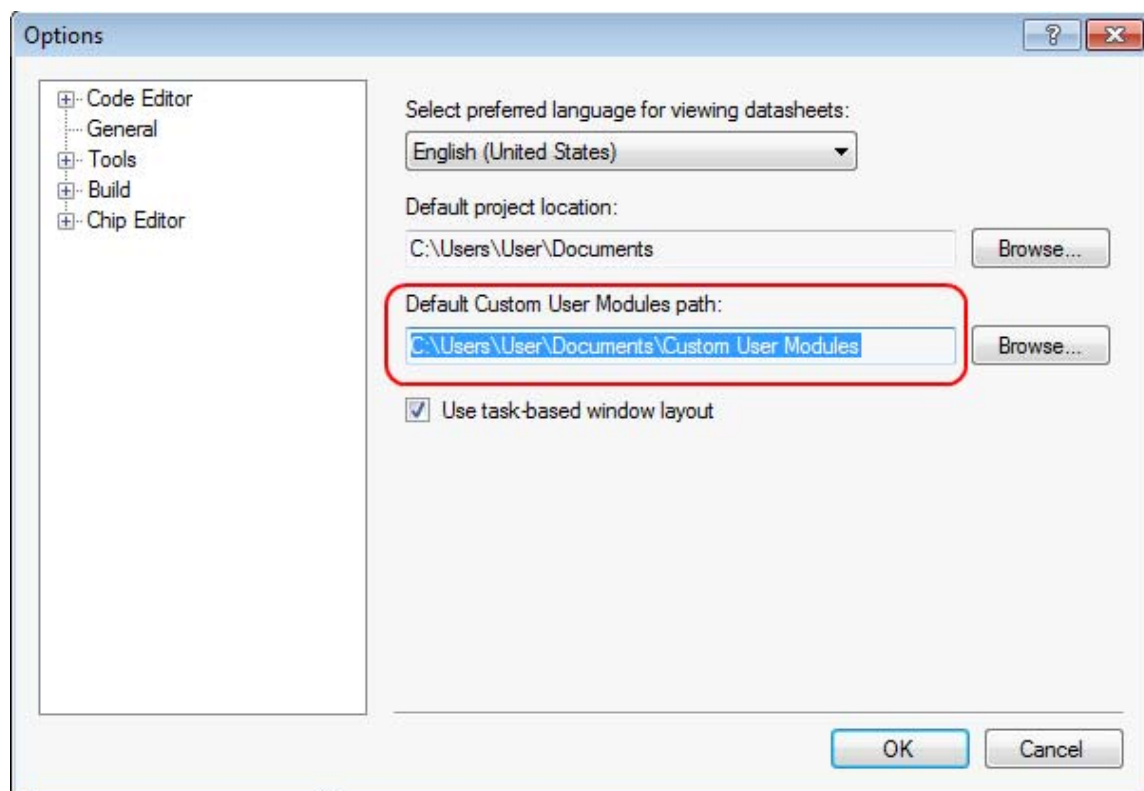 Options
Code Editor
General
Tools
Build
Chip Editor
Select preferred language for viewing datasheets:
English (United States)
Default project location:
C:\Users\User\Documents
Browse...
Default Custom User Modules path:
C:\Users\User\Documents\Custom User Modules
Browse...
Use task-based window layout
OK
Cancel